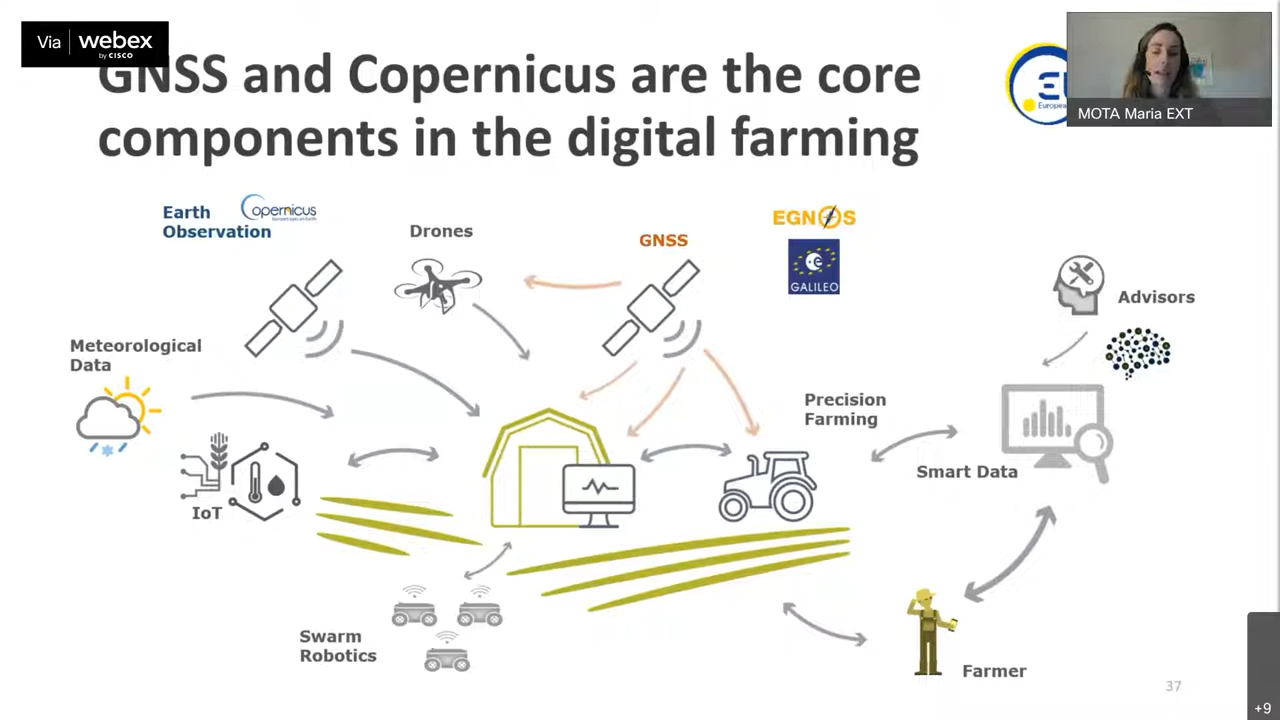 Via webex
by CISCO
GNSS and Copernicus are the core
components in the digital farming
MOTA Maria EXT
Earth
Observation
opernicus
Drones
GNSS
EGNOS
GALILEO
esa
Advisors
Meteorological
Data
Precision
Farming
Smart Data
IoT
Swarm
Robotics
Farmer
37
+9